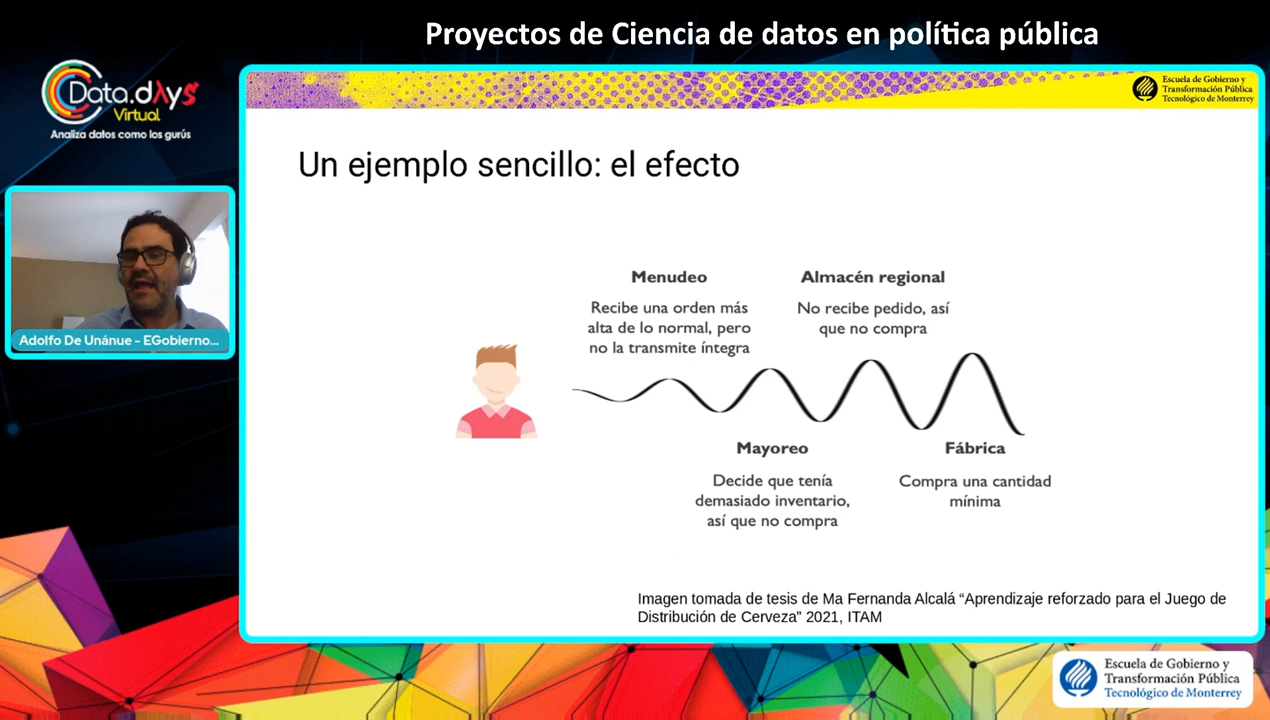 Proyectos de Ciencia de datos en política pública
Data.dAys
Virtual
Analiza datos como los gurús
Escuela de Gobierno y
Transformación Pública
Tecnológico de Monterrey
Un ejemplo sencillo: el efecto
Adolfo De Unánue - EGobierno...
Menudeo
Recibe una orden más
alta de lo normal, pero
no la transmite íntegra
Almacén regional
No recibe pedido, así
que no compra
Mayoreo
Decide que tenía
demasiado inventario,
así que no compra
Fábrica
Compra una cantidad
mínima
Imagen tomada de tesis de Ma Fernanda Alcalá “Aprendizaje reforzado para el Juego de
Distribución de Cerveza” 2021, ITAM
Escuela de Gobierno y
Transformación Pública
Tecnológico de Monterrey